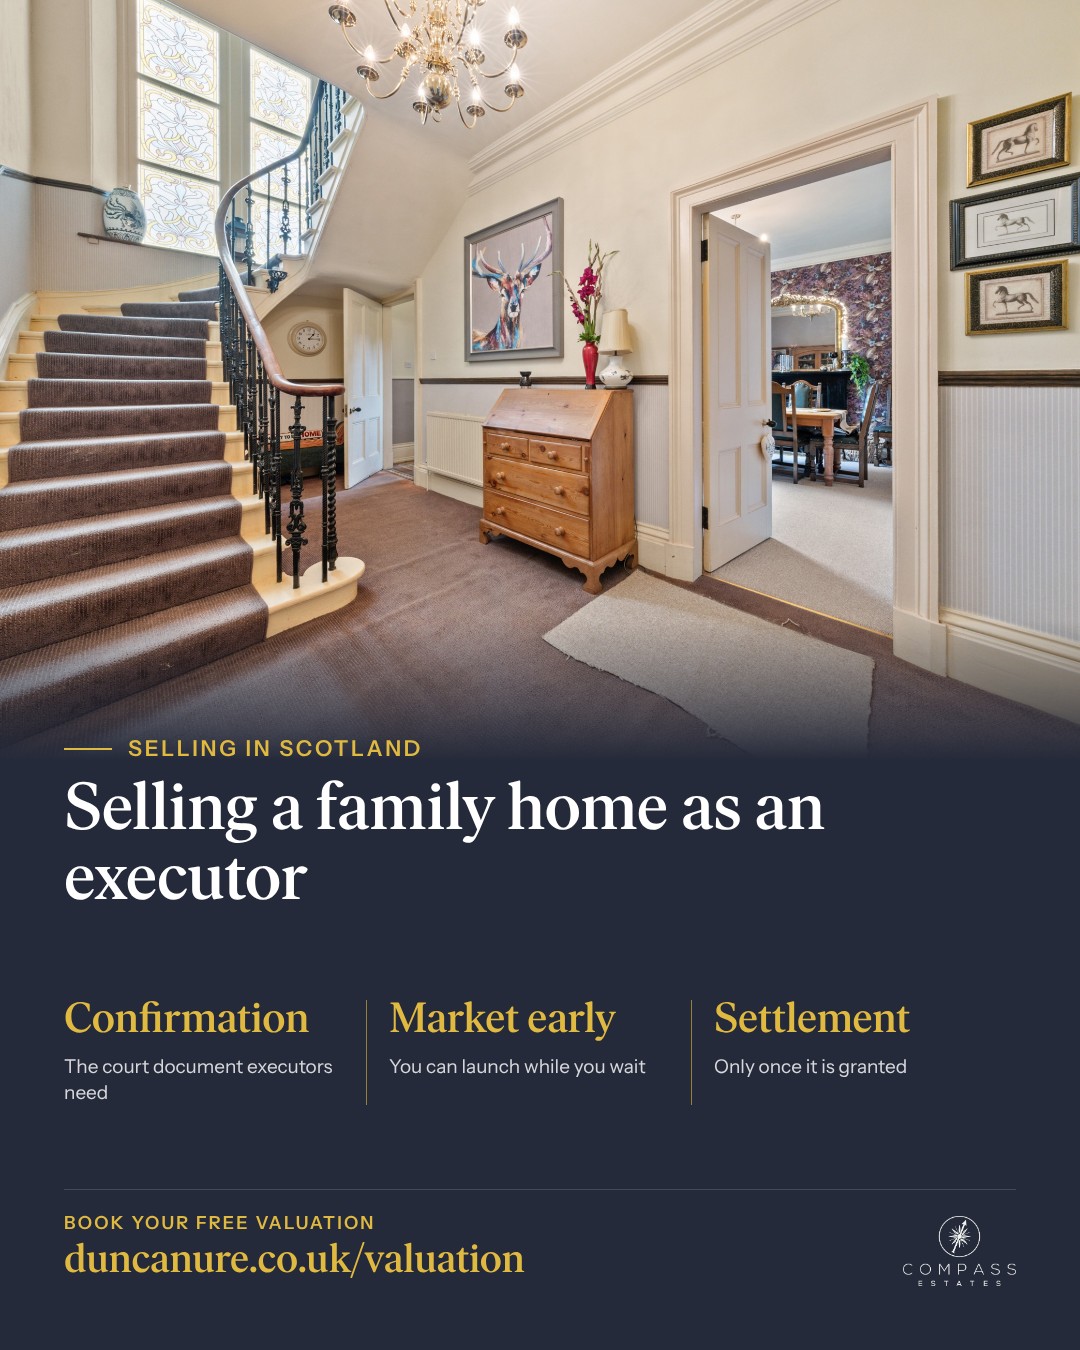 SELLING IN SCOTLAND
Selling a family home as an
executor
Confirmation
The court document executors
need
Market early
You can launch while you wait
Settlement
Only once it is granted
BOOK YOUR FREE VALUATION
duncanure.co.uk/valuation
COMPASS
ESTATES